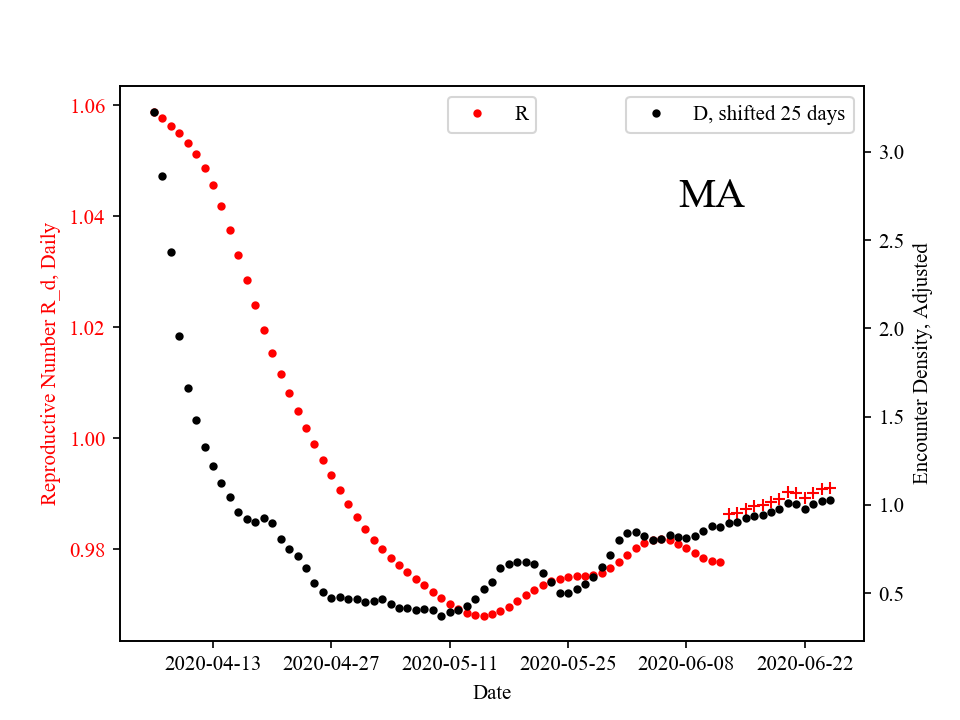 R
D, shifted 25 days
MA
1.06
1.04
1.02
1.00
0.98
Reproductive Number R_d, Daily
3.0
2.5
2.0
1.5
1.0
0.5
Encounter Density, Adjusted
2020-04-13
2020-04-27
2020-05-11
2020-05-25
2020-06-08
2020-06-22
Date